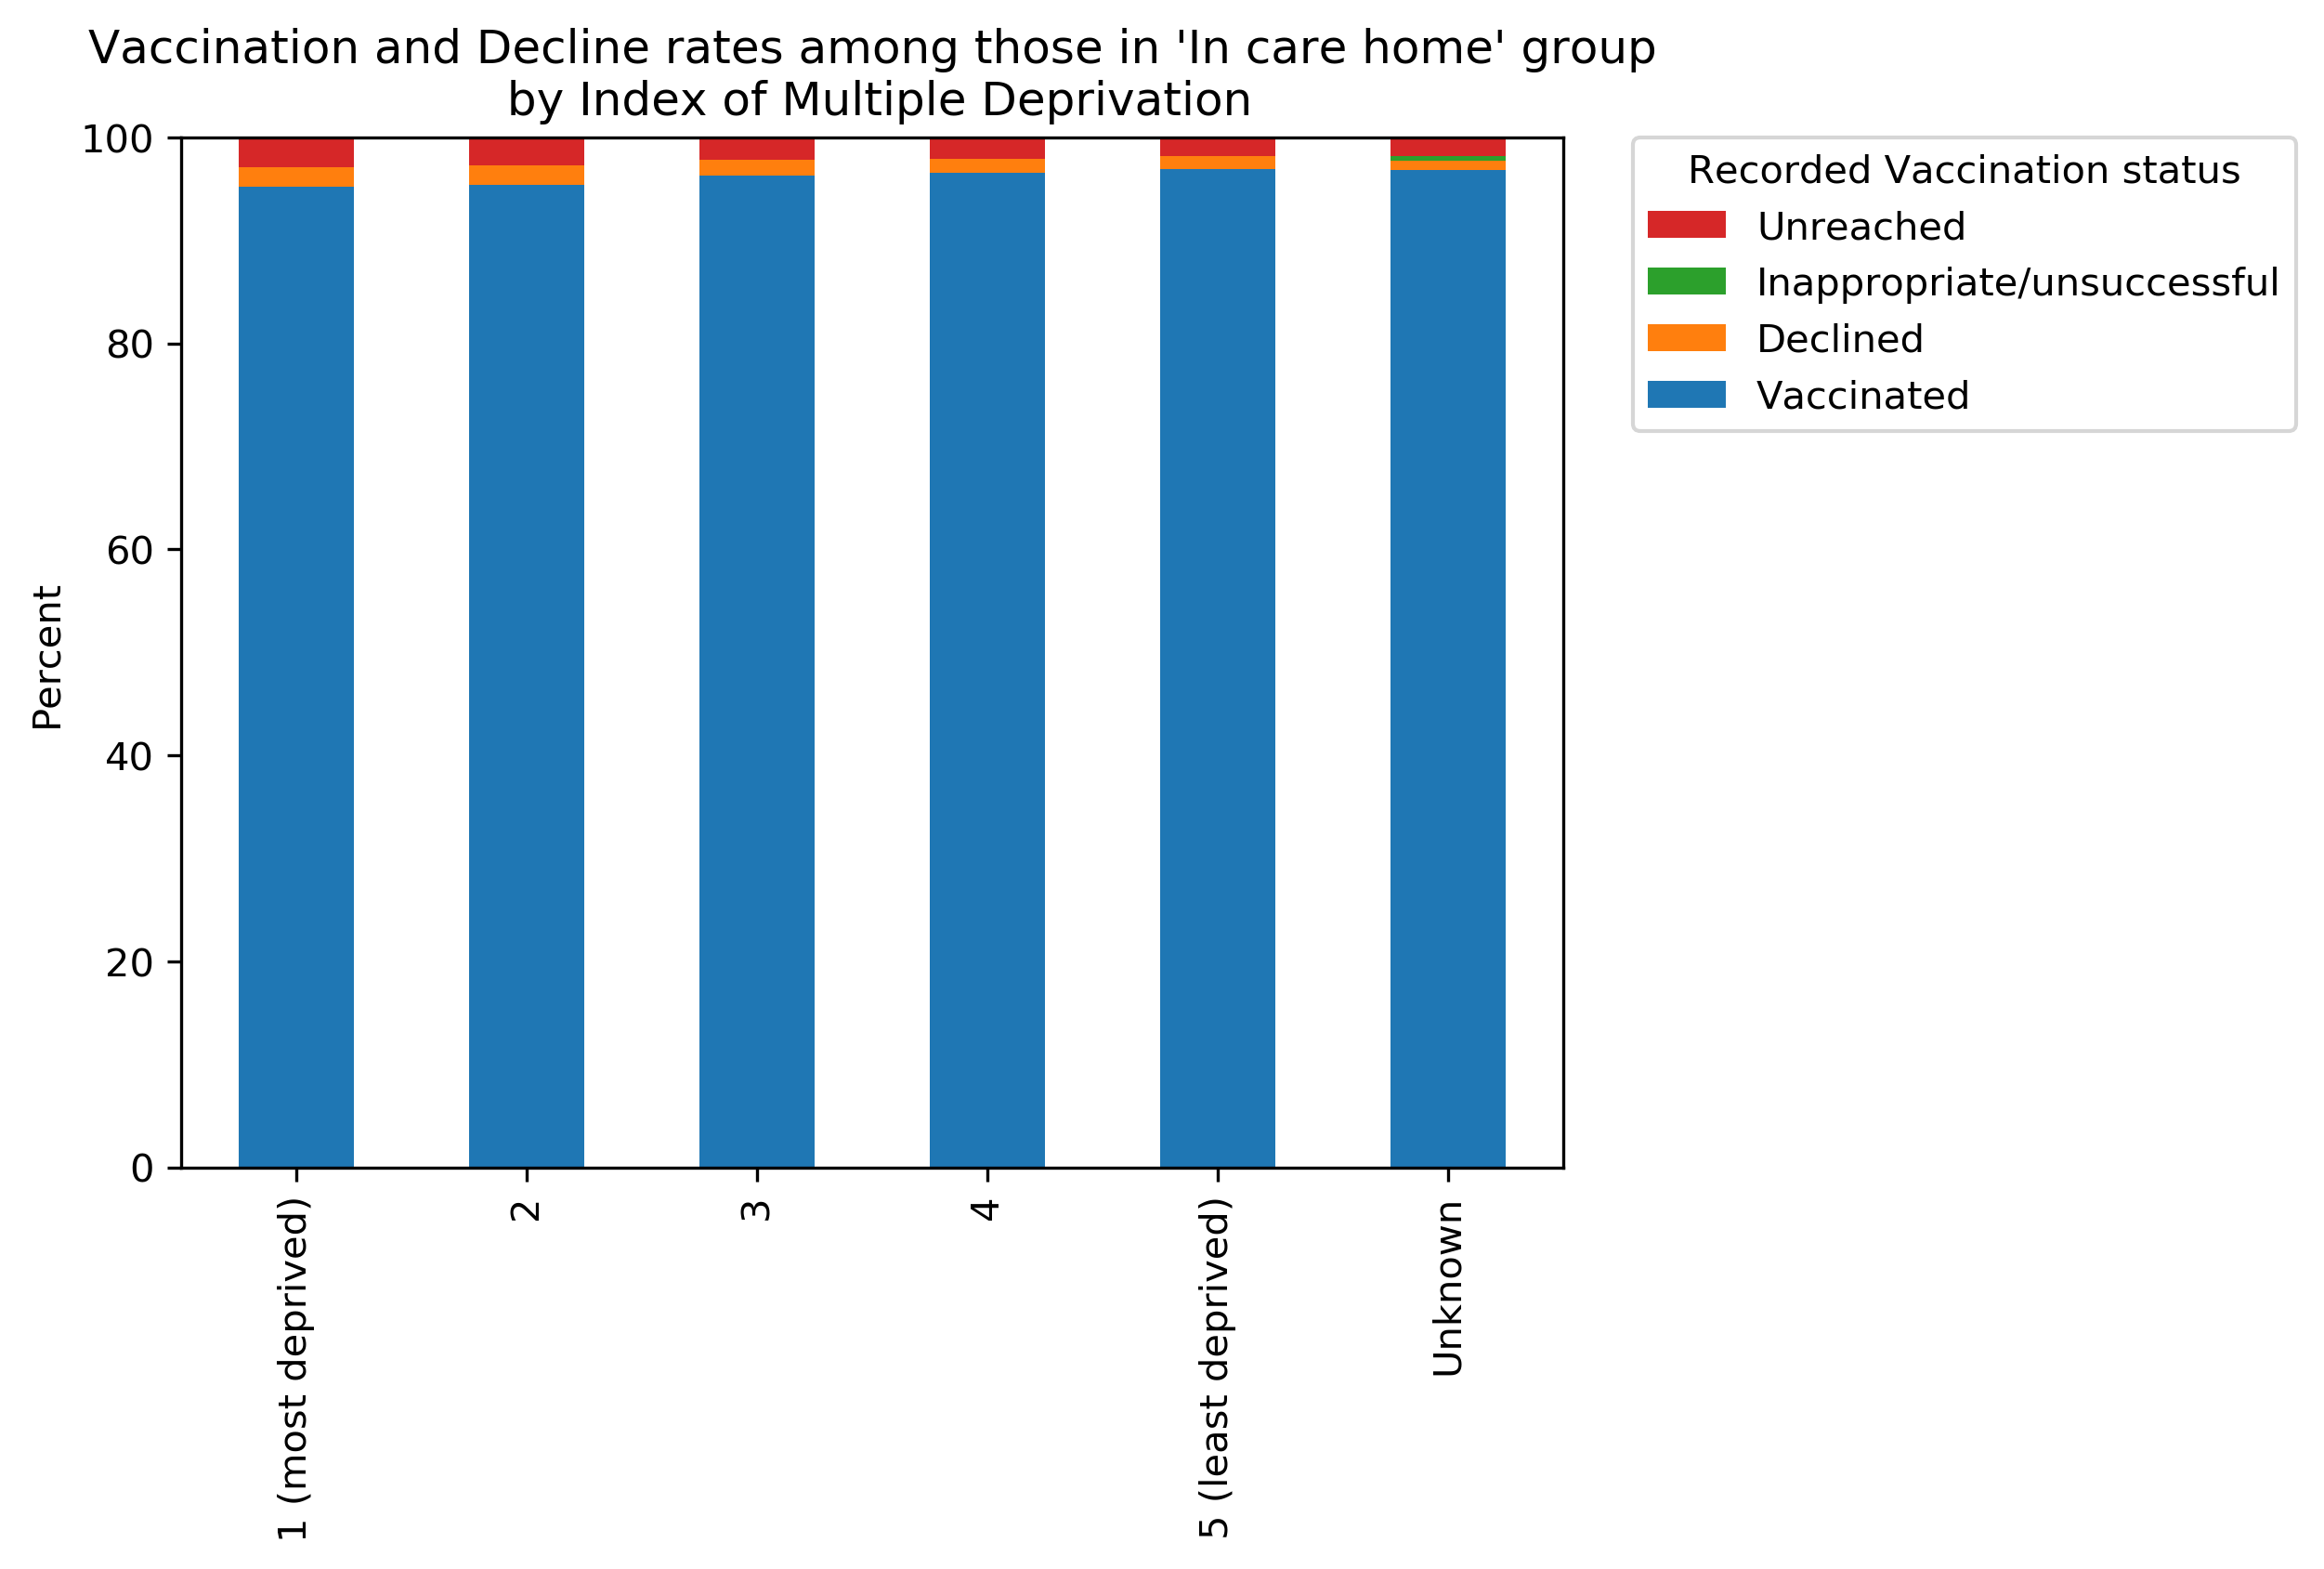 Vaccination and Decline rates among those in 'In care home' group
by Index of Multiple Deprivation
Percent
100
80
60
40
20
0
1 (most deprived)
2
3
4
5 (least deprived)
Unknown
Recorded Vaccination status
Unreached
Inappropriate/unsuccessful
Declined
Vaccinated